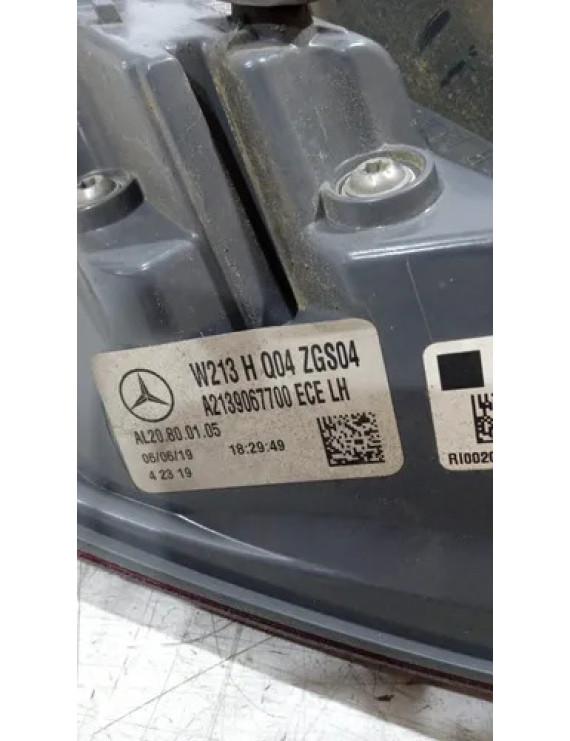 W213 H Q04 ZGS04
A2139067700 ECE LH
AL20.80.01.05
06/06/19 18:29:49
4 23 19
RI002